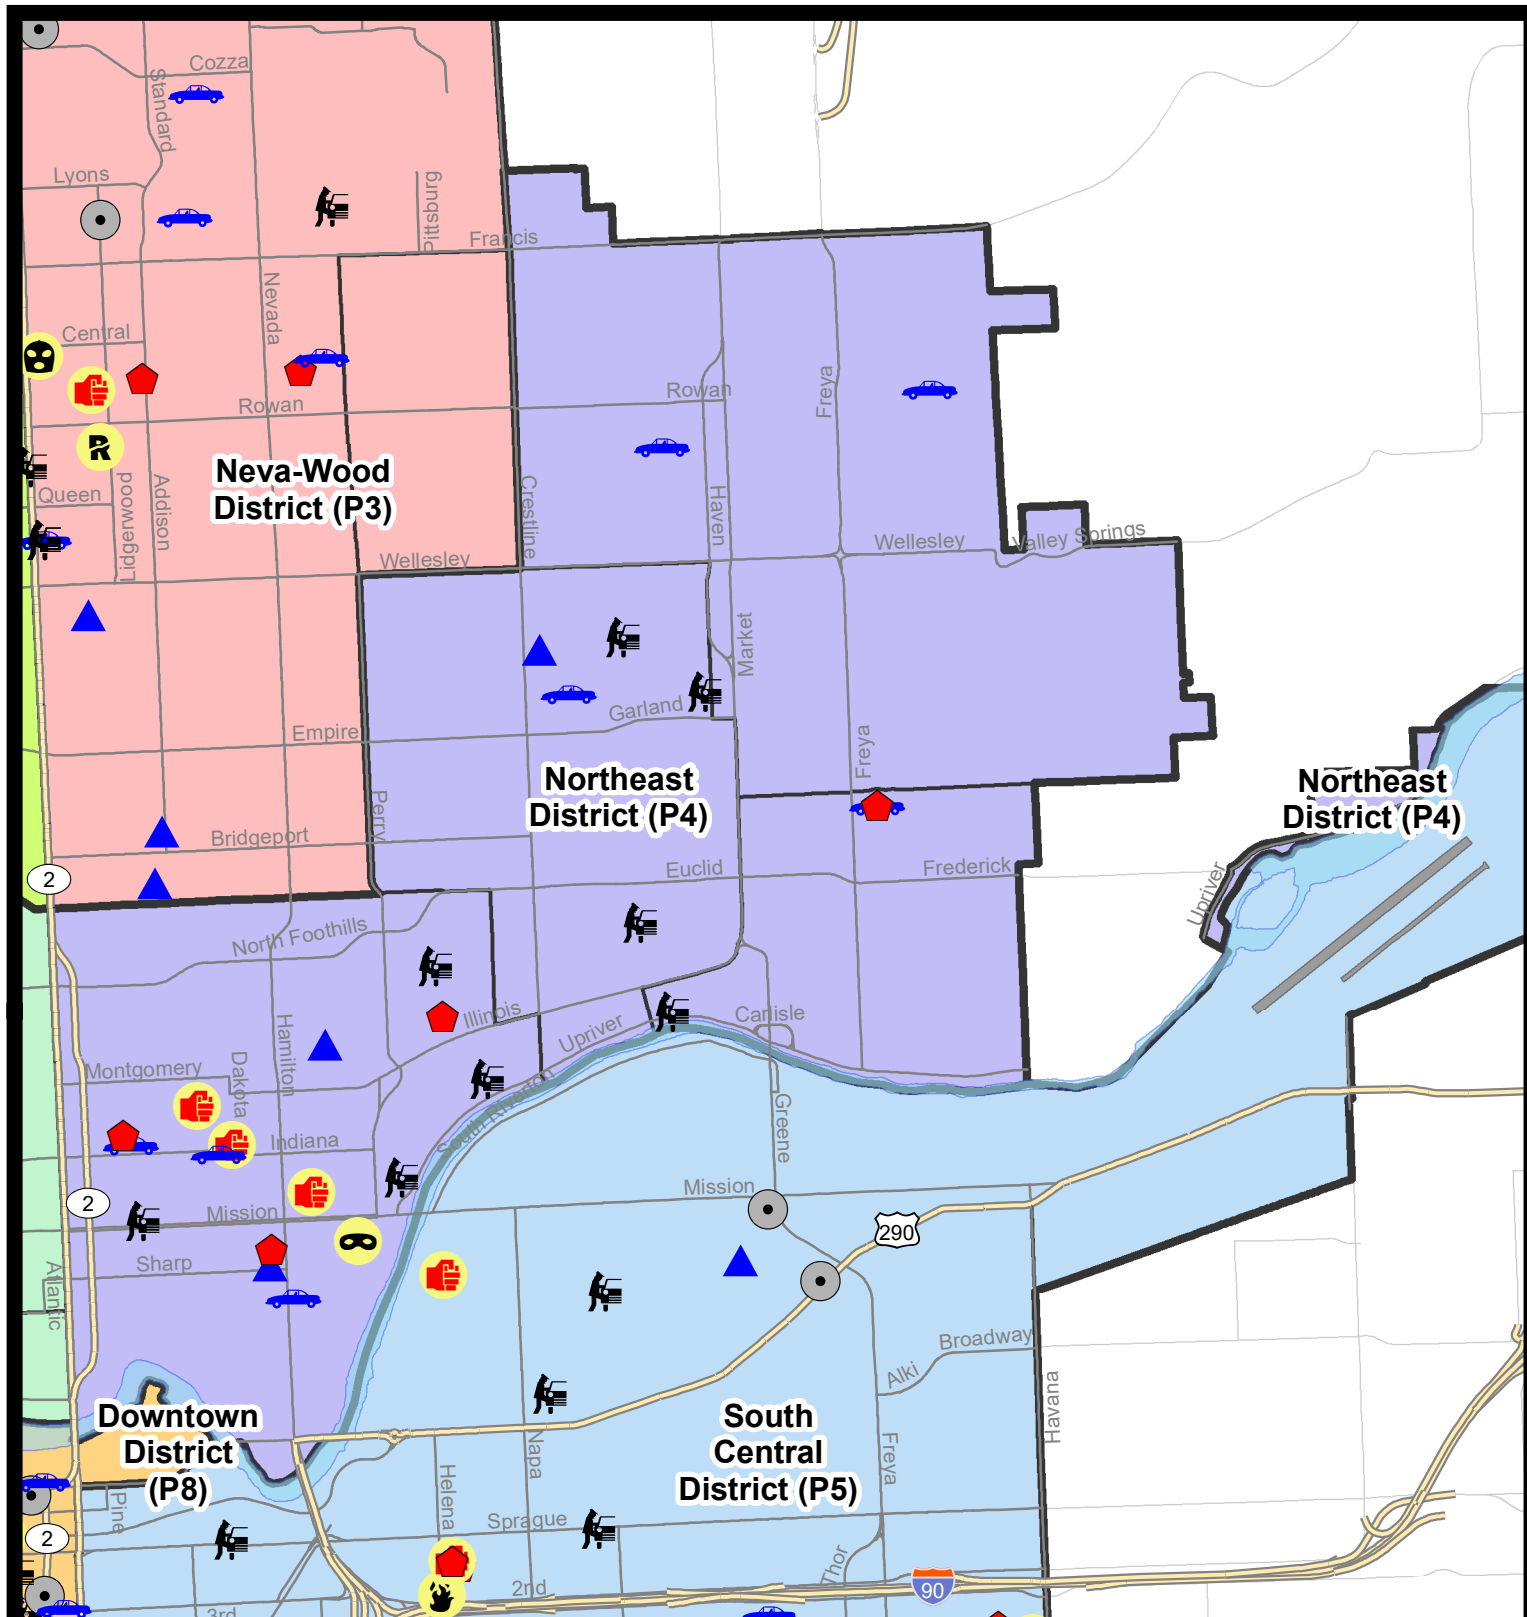 Cozza
Standard
Lyons
Pittsburg
Francis
Nevada
Central
Freya
Rowan
Rowan
Neva-Wood
District (P3)
Queen
Lidgerwood
Addison
Crestline
Haven
Wellesley
Valley Springs
Wellesley
Market
Garland
Empire
Freya
Northeast
District (P4)
Northeast
District (P4)
Perry
Bridgeport
Euclid
Frederick
2
Upriver
North Foothills
Illinois
Carlisle
Upriver
Hamilton
Montgomery
Dakota
South Riverton
Greene
Indiana
Mission
2
Mission
290
Sharp
Atlantic
Broadway
Alki
Havana
Downtown
District
(P8)
South
Central
District (P5)
Napa
Freya
Helena
Pine
Sprague
2
Thor
2nd
90
3rd
R